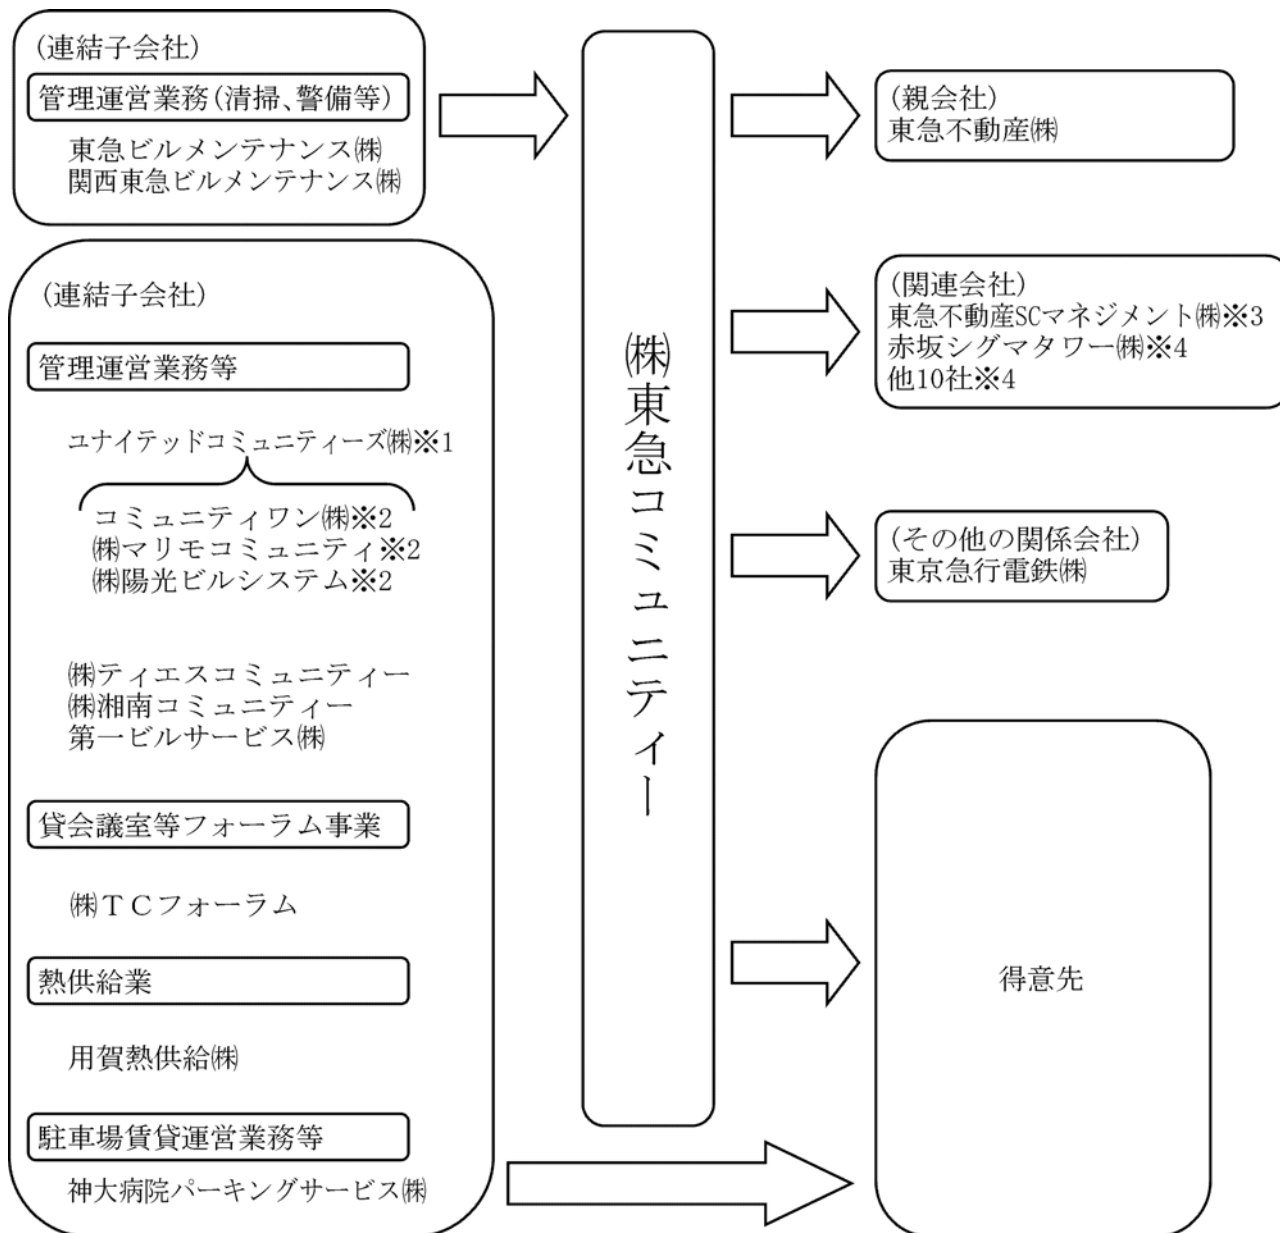 (連結子会社)
管理運営業務(清掃、警備等)
東急ビルメンテナンス㈱
関西東急ビルメンテナンス㈱
(連結子会社)
管理運営業務等
ユナイテッドコミュニティーズ㈱※1
コミュニティワン㈱※2
㈱マリモコミュニティ※2
㈱陽光ビルシステム※2
㈱ティエスコミュニティー
㈱湘南コミュニティー
第一ビルサービス㈱
貸会議室等フォーラム事業
㈱ＴＣフォーラム
熱供給業
用賀熱供給㈱
駐車場賃貸運営業務等
神大病院パーキングサービス㈱
㈱東急コミュニティー
(親会社)
東急不動産㈱
(関連会社)
東急不動産SCマネジメント㈱※3
赤坂シグマタワー㈱※4
他10社※4
(その他の関係会社)
東京急行電鉄㈱
得意先